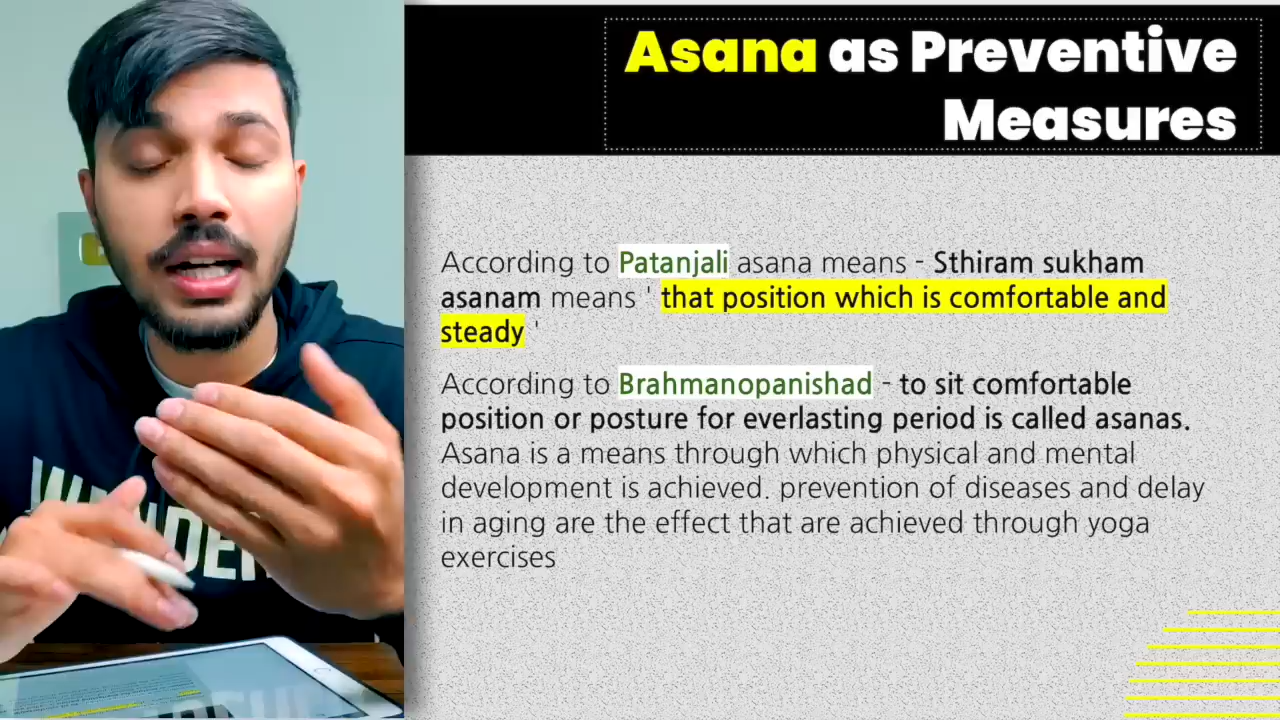 Asana as Preventive
Measures
According to Patanjali asana means - Sthiram sukham
asanam means ' that position which is comfortable and
steady '
According to Brahmanopanishad - to sit comfortable
position or posture for everlasting period is called asanas.
Asana is a means through which physical and mental
development is achieved. prevention of diseases and delay
in aging are the effect that are achieved through yoga
exercises